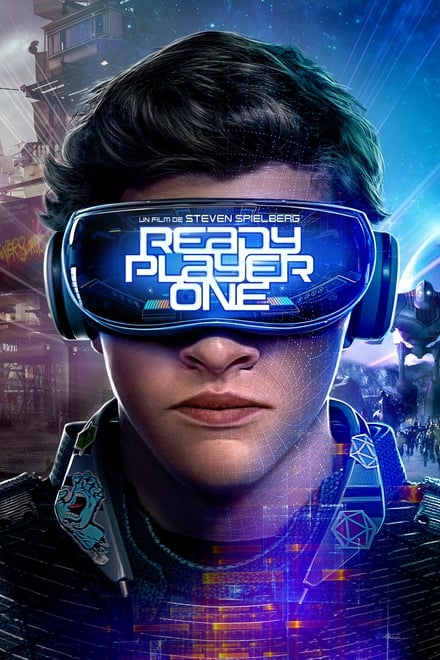 UN FILM DE STEVEN SPIELBERG
READY
PLAYER
ONE